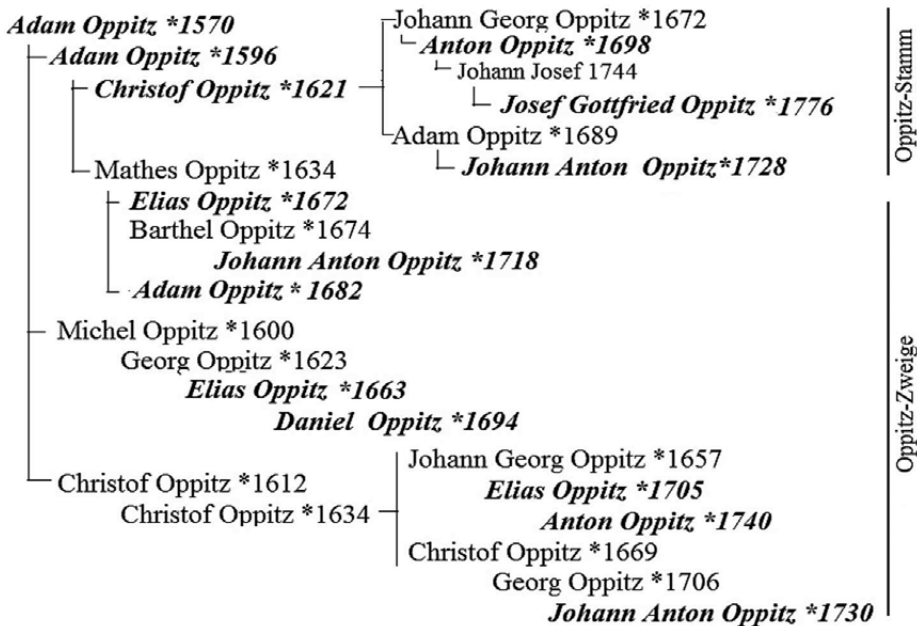 Adam Oppitz *1570
Adam Oppitz *1596
Christof Oppitz *1621
Johann Georg Oppitz *1672
Anton Oppitz *1698
Johann Josef 1744
Josef Gottfried Oppitz *1776
Adam Oppitz *1689
Johann Anton Oppitz*1728
Oppitz-Stamm
Mathes Oppitz *1634
Elias Oppitz *1672
Barthel Oppitz *1674
Johann Anton Oppitz *1718
Adam Oppitz * 1682
Michel Oppitz *1600
Georg Oppitz *1623
Elias Oppitz *1663
Daniel Oppitz *1694
Christof Oppitz *1612
Christof Oppitz *1634
Johann Georg Oppitz *1657
Elias Oppitz *1705
Anton Oppitz *1740
Christof Oppitz *1669
Georg Oppitz *1706
Johann Anton Oppitz *1730
Oppitz-Zweige